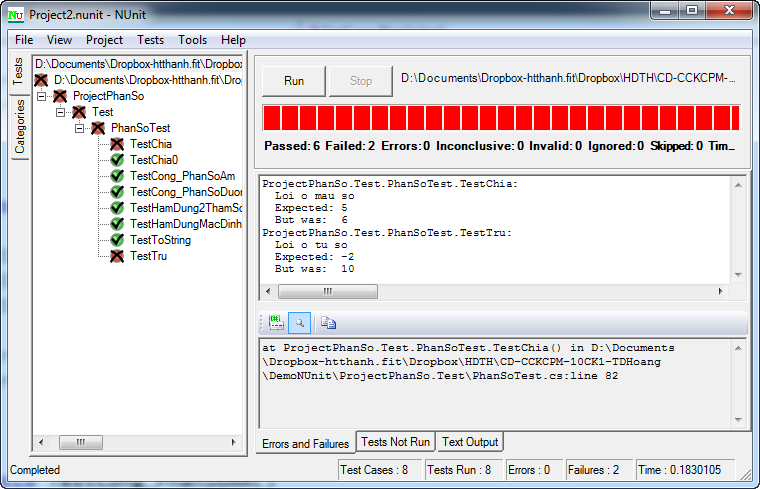 Project2.nunit - NUnit
File View Project Tests Tools Help
Tests
Categories
D:\Documents\Dropbox-htthanh.fit\Dropbox
D:\Documents\Dropbox-htthanh.fit\Drop
ProjectPhanSo
Test
PhanSoTest
TestChia
TestChia0
TestCong_PhanSoAm
TestCong_PhanSoDuon
TestHamDung2ThamSo
TestHamDungMacDinh
TestToString
TestTru
Run
Stop
D:\Documents\Dropbox-htthanh.fit\Dropbox\HDTH\CD-CCKCPM-...
Passed: 6 Failed: 2 Errors: 0 Inconclusive: 0 Invalid: 0 Ignored: 0 Skipped: 0 Tim...
ProjectPhanSo.Test.PhanSoTest.TestChia:
Loi o mau so
Expected: 5
But was: 6
ProjectPhanSo.Test.PhanSoTest.TestTru:
Loi o tu so
Expected: -2
But was: 10
at ProjectPhanSo.Test.PhanSoTest.TestChia() in D:\Documents
\Dropbox-htthanh.fit\Dropbox\HDTH\CD-CCKCPM-10CK1-TDHoang
\DemoNUnit\ProjectPhanSo.Test\PhanSoTest.cs:line 82
Errors and Failures
Tests Not Run
Text Output
Completed
Test Cases : 8
Tests Run : 8
Errors : 0
Failures : 2
Time : 0.1830105